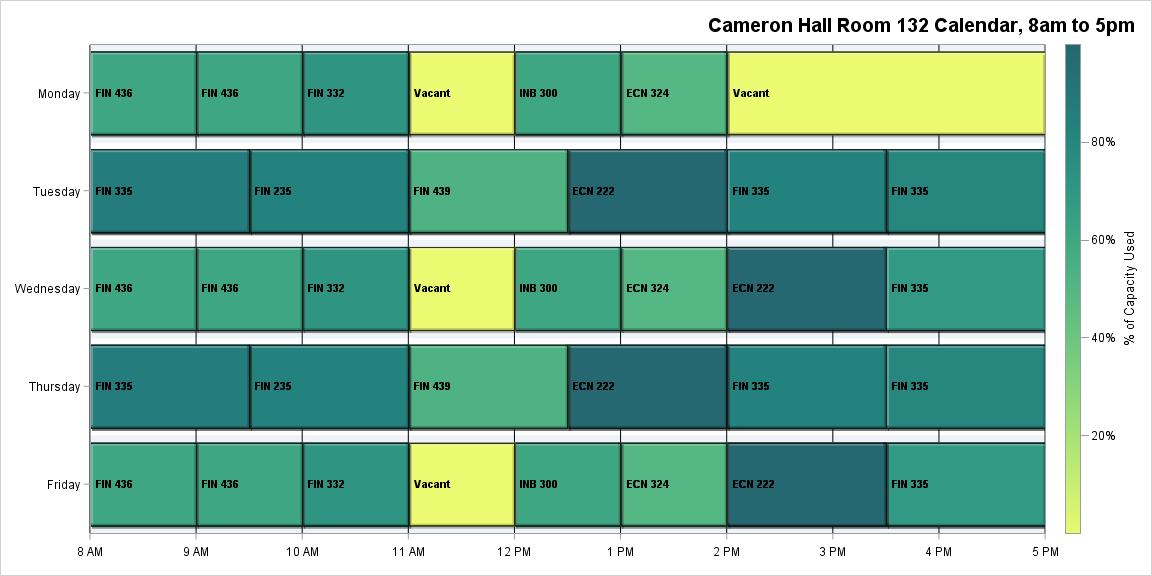 Cameron Hall Room 132 Calendar, 8am to 5pm
Monday
FIN 436
FIN 436
FIN 332
Vacant
INB 300
ECN 324
Vacant
Tuesday
FIN 335
FIN 235
FIN 439
ECN 222
FIN 335
FIN 335
Wednesday
FIN 436
FIN 436
FIN 332
Vacant
INB 300
ECN 324
ECN 222
FIN 335
Thursday
FIN 335
FIN 235
FIN 439
ECN 222
FIN 335
FIN 335
Friday
FIN 436
FIN 436
FIN 332
Vacant
INB 300
ECN 324
ECN 222
FIN 335
8 AM
9 AM
10 AM
11 AM
12 PM
1 PM
2 PM
3 PM
4 PM
5 PM
80%
60%
40%
20%
% of Capacity Used